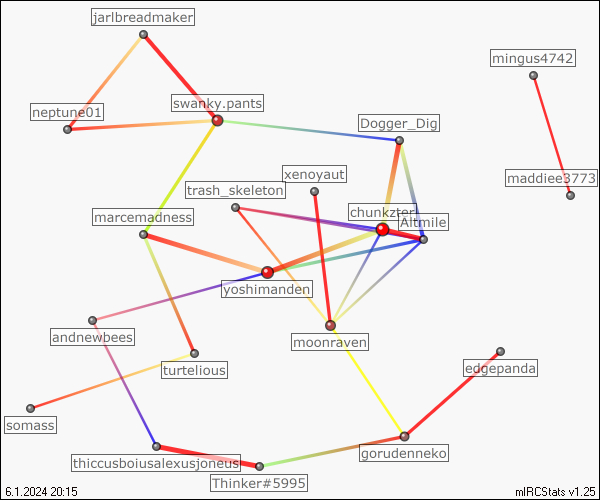 jarlbreadmaker
mingus4742
swanky.pants
neptune01
Dogger_Dig
xenoyaut
maddiee3773
trash_skeleton
chunkzter
marcemadness
Altmile
yoshimanden
andnewbees
moonraven
turtelious
edgepanda
somass
gorudenneko
thiccusboiusalexusjoneus
Thinker#5995
6.1.2024 20:15
mIRCStats v1.25